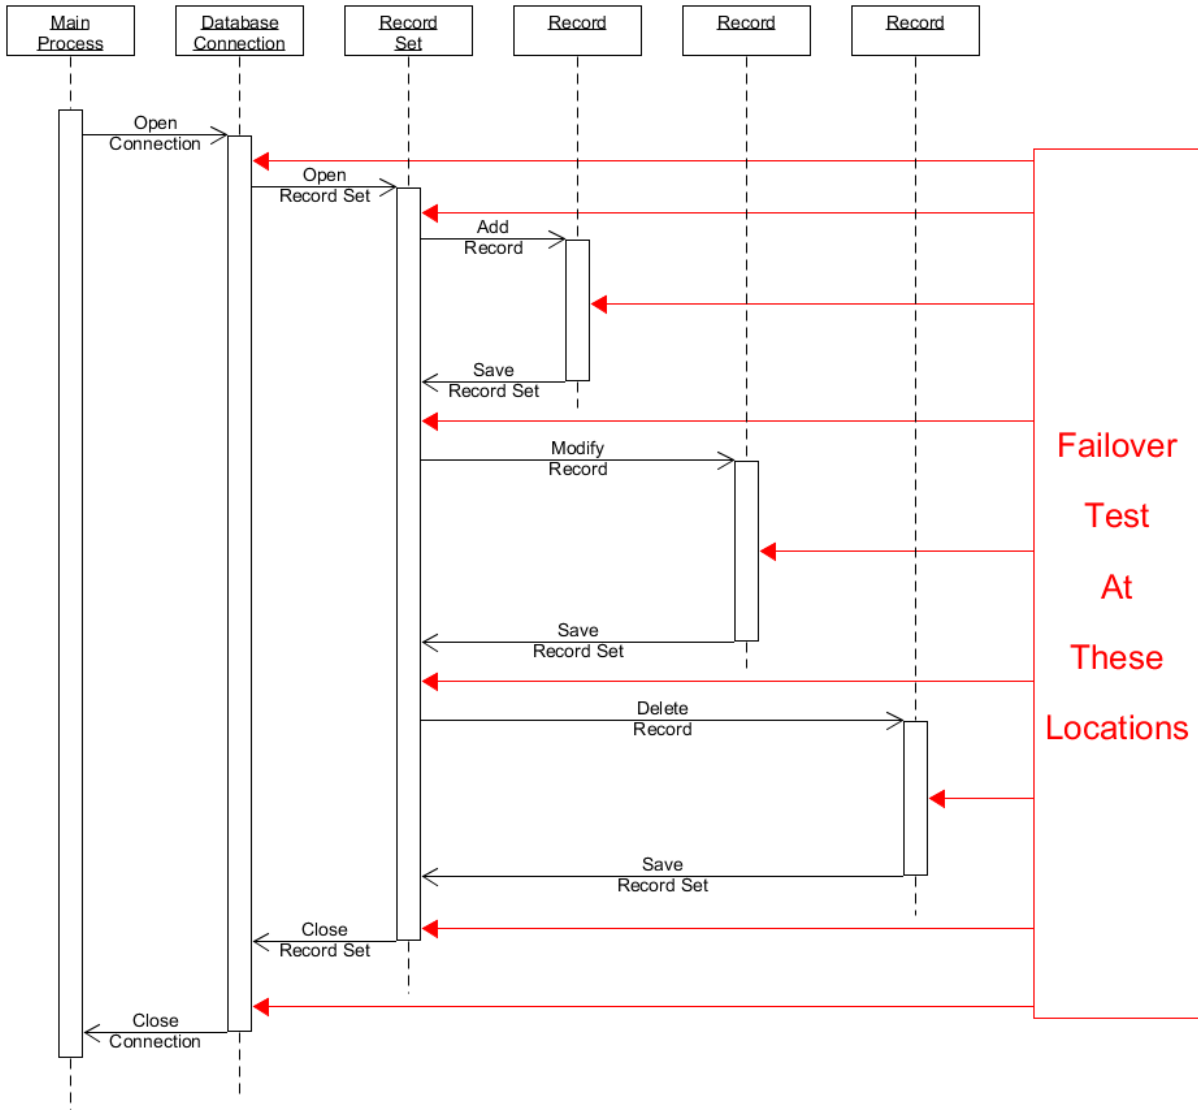 Main
Process
Database
Connection
Record
Set
Record
Record
Record
Open
Connection
Open
Record Set
Add
Record
Save
Record Set
Modify
Record
Save
Record Set
Delete
Record
Save
Record Set
Close
Record Set
Close
Connection
Failover
Test
At
These
Locations